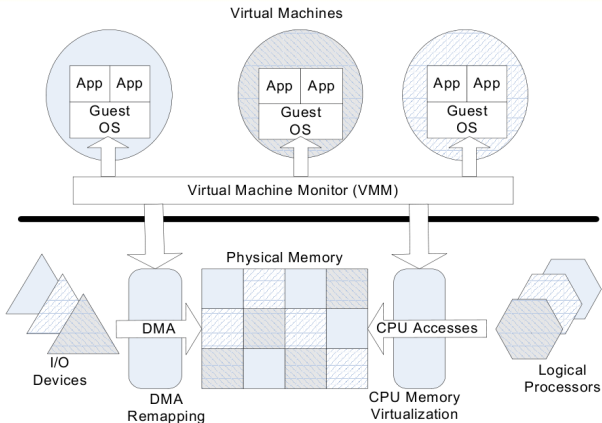 Virtual Machines
App App
Guest
OS
App App
Guest
OS
App App
Guest
OS
Virtual Machine Monitor (VMM)
Physical Memory
DMA
CPU Accesses
I/O
Devices
DMA
Remapping
CPU Memory
Virtualization
Logical
Processors